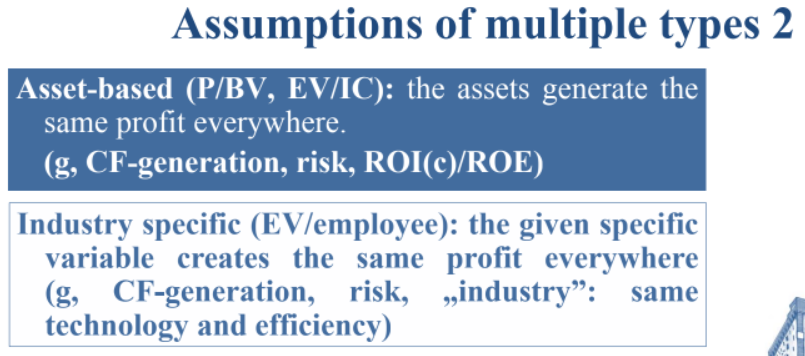 Assumptions of multiple types 2
Asset-based (P/BV, EV/IC): the assets generate the
same profit everywhere.
(g, CF-generation, risk, ROI(c)/ROE)
Industry specific (EV/employee): the given specific
variable creates the same profit everywhere
(g, CF-generation, risk, „industry”: same
technology and efficiency)